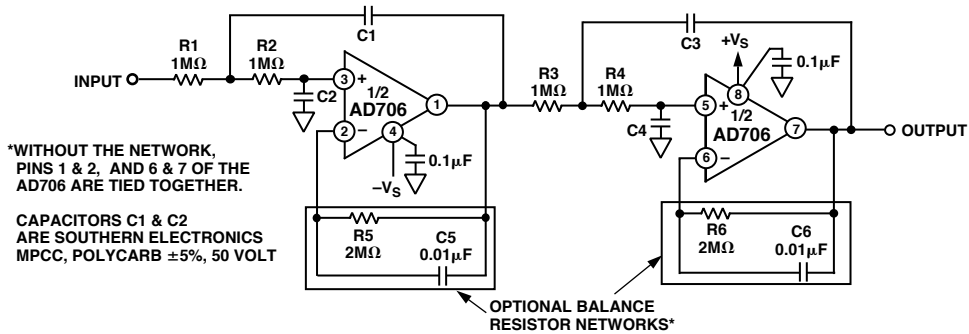 C1
R1
1MΩ
R2
1MΩ
INPUT
C2
3
+
1/2
AD706
1
2
−
4
0.1µF
−VS
C3
+VS
0.1µF
R3
1MΩ
R4
1MΩ
C4
8
5
+
1/2
AD706
7
6
−
OUTPUT
*WITHOUT THE NETWORK,
PINS 1 & 2, AND 6 & 7 OF THE
AD706 ARE TIED TOGETHER.
CAPACITORS C1 & C2
ARE SOUTHERN ELECTRONICS
MPCC, POLYCARB ±5%, 50 VOLT
R5
2MΩ
C5
0.01µF
R6
2MΩ
C6
0.01µF
OPTIONAL BALANCE
RESISTOR NETWORKS*